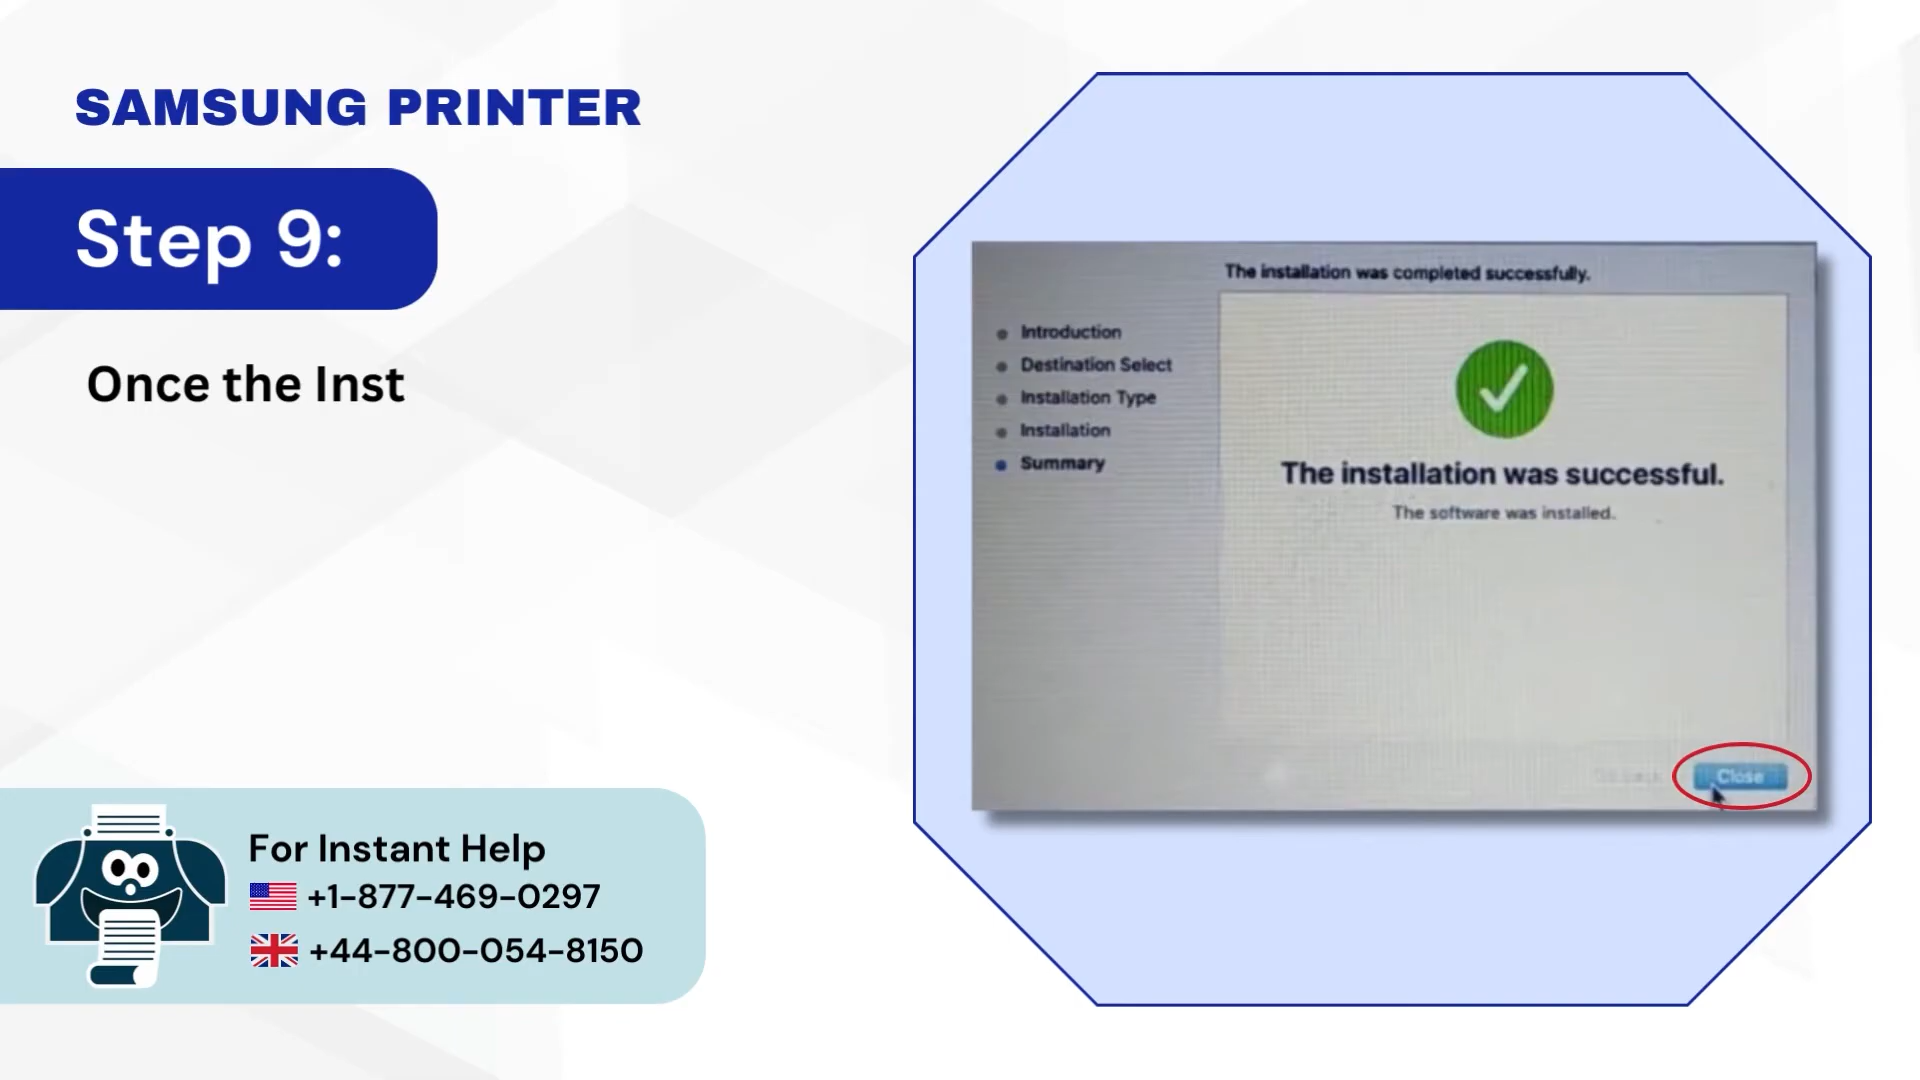 SAMSUNG PRINTER
Step 9:
Once the Inst
The installation was completed successfully.
Introduction
Destination Select
Installation Type
Installation
Summary
The installation was successful.
The software was installed.
Close
For Instant Help
+1-877-469-0297
+44-800-054-8150